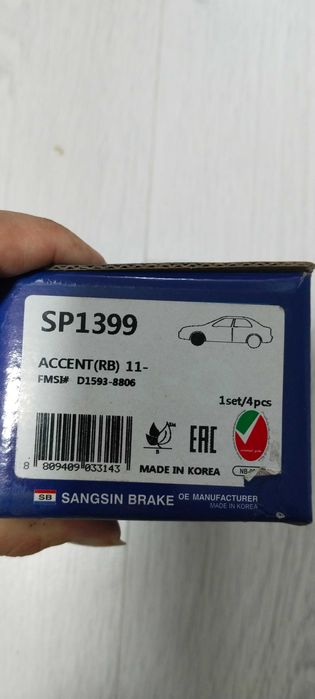 SP1399
ACCENT(RB) 11-
FMSI# D1593-8806
1set/4pcs
B
EAC
8 809409 033143
MADE IN KOREA
SB SANGSIN BRAKE OE MANUFACTURER
MADE IN KOREA